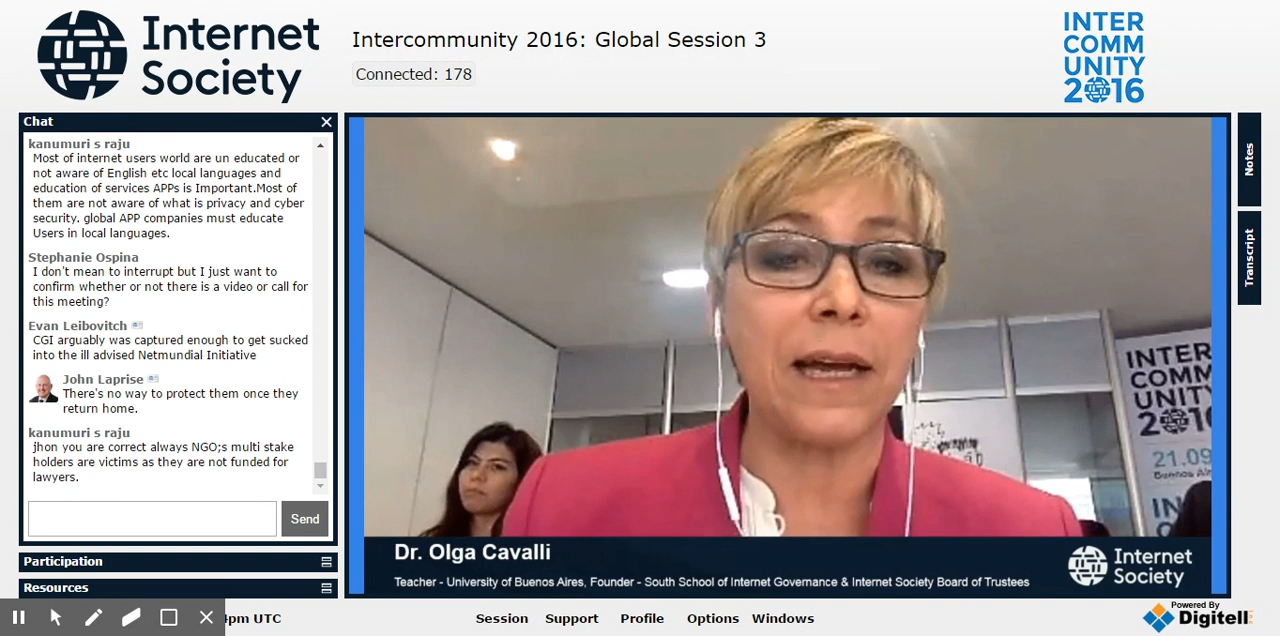 Internet
Society
Intercommunity 2016: Global Session 3
Connected: 178
INTER
COMM
UNITY
2016
Chat
kanumuri s raju
Most of internet users world are un educated or
not aware of English etc local languages and
education of services APPs is Important.Most of
them are not aware of what is privacy and cyber
security. global APP companies must educate
Users in local languages.
Stephanie Ospina
I don't mean to interrupt but I just want to
confirm whether or not there is a video or call for
this meeting?
Evan Leibovitch
CGI arguably was captured enough to get sucked
into the ill advised Netmundial Initiative
John Laprise
There's no way to protect them once they
return home.
kanumuri s raju
jhon you are correct always NGO;s multi stake
holders are victims as they are not funded for
lawyers.
Send
Participation
Resources
INTER
COMM
UNITY
201
21.09
Buenos Air
IN
Dr. Olga Cavalli
Teacher - University of Buenos Aires, Founder - South School of Internet Governance & Internet Society Board of Trustees
Internet
Society
Notes
Transcript
4pm UTC
Session
Support
Profile
Options
Windows
Powered By
Digitell